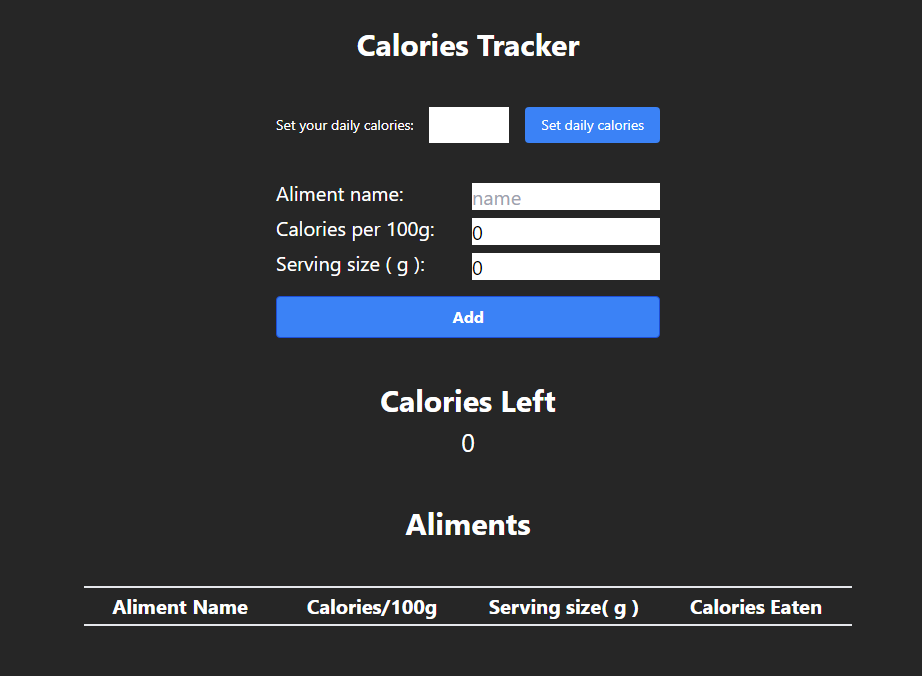 Calories Tracker
Set your daily calories: Set daily calories
Aliment name: name
Calories per 100g: 0
Serving size ( g ): 0
Add
Calories Left
0
Aliments
Aliment Name Calories/100g Serving size( g ) Calories Eaten